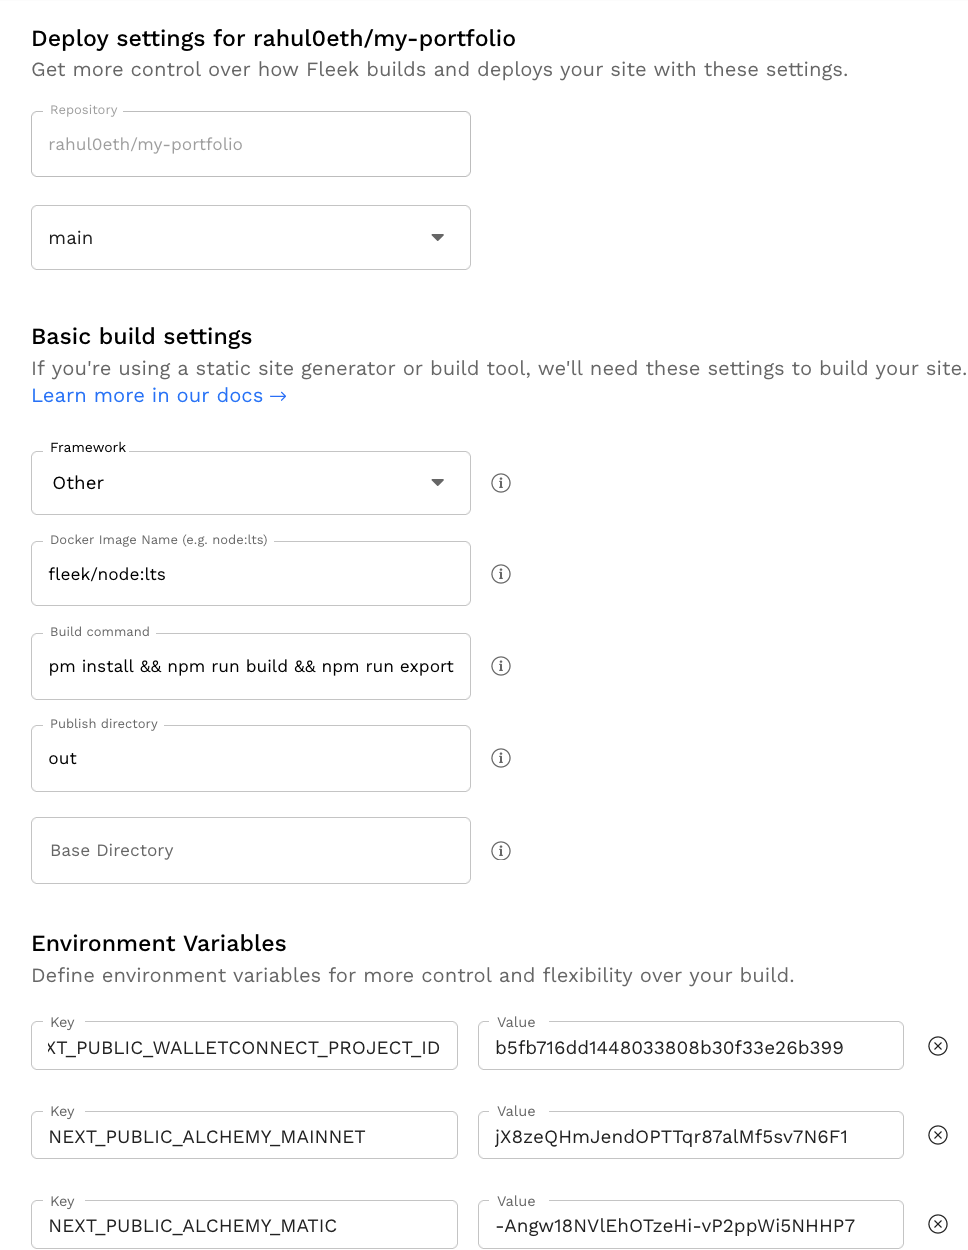 Deploy settings for rahul0eth/my-portfolio
Get more control over how Fleek builds and deploys your site with these settings.
Repository
rahul0eth/my-portfolio
main
Basic build settings
If you're using a static site generator or build tool, we'll need these settings to build your site.
Learn more in our docs →
Framework
Other
Docker Image Name (e.g. node:lts)
fleek/node:lts
Build command
pm install && npm run build && npm run export
Publish directory
out
Base Directory
Environment Variables
Define environment variables for more control and flexibility over your build.
Key Value
XT_PUBLIC_WALLETCONNECT_PROJECT_ID b5fb716dd1448033808b30f33e26b399
Key Value
NEXT_PUBLIC_ALCHEMY_MAINNET jX8zeQHmJendOPTTqr87alMf5sv7N6F1
Key Value
NEXT_PUBLIC_ALCHEMY_MATIC -Angw18NVlEhOTzeHi-vP2ppWi5NHHP7